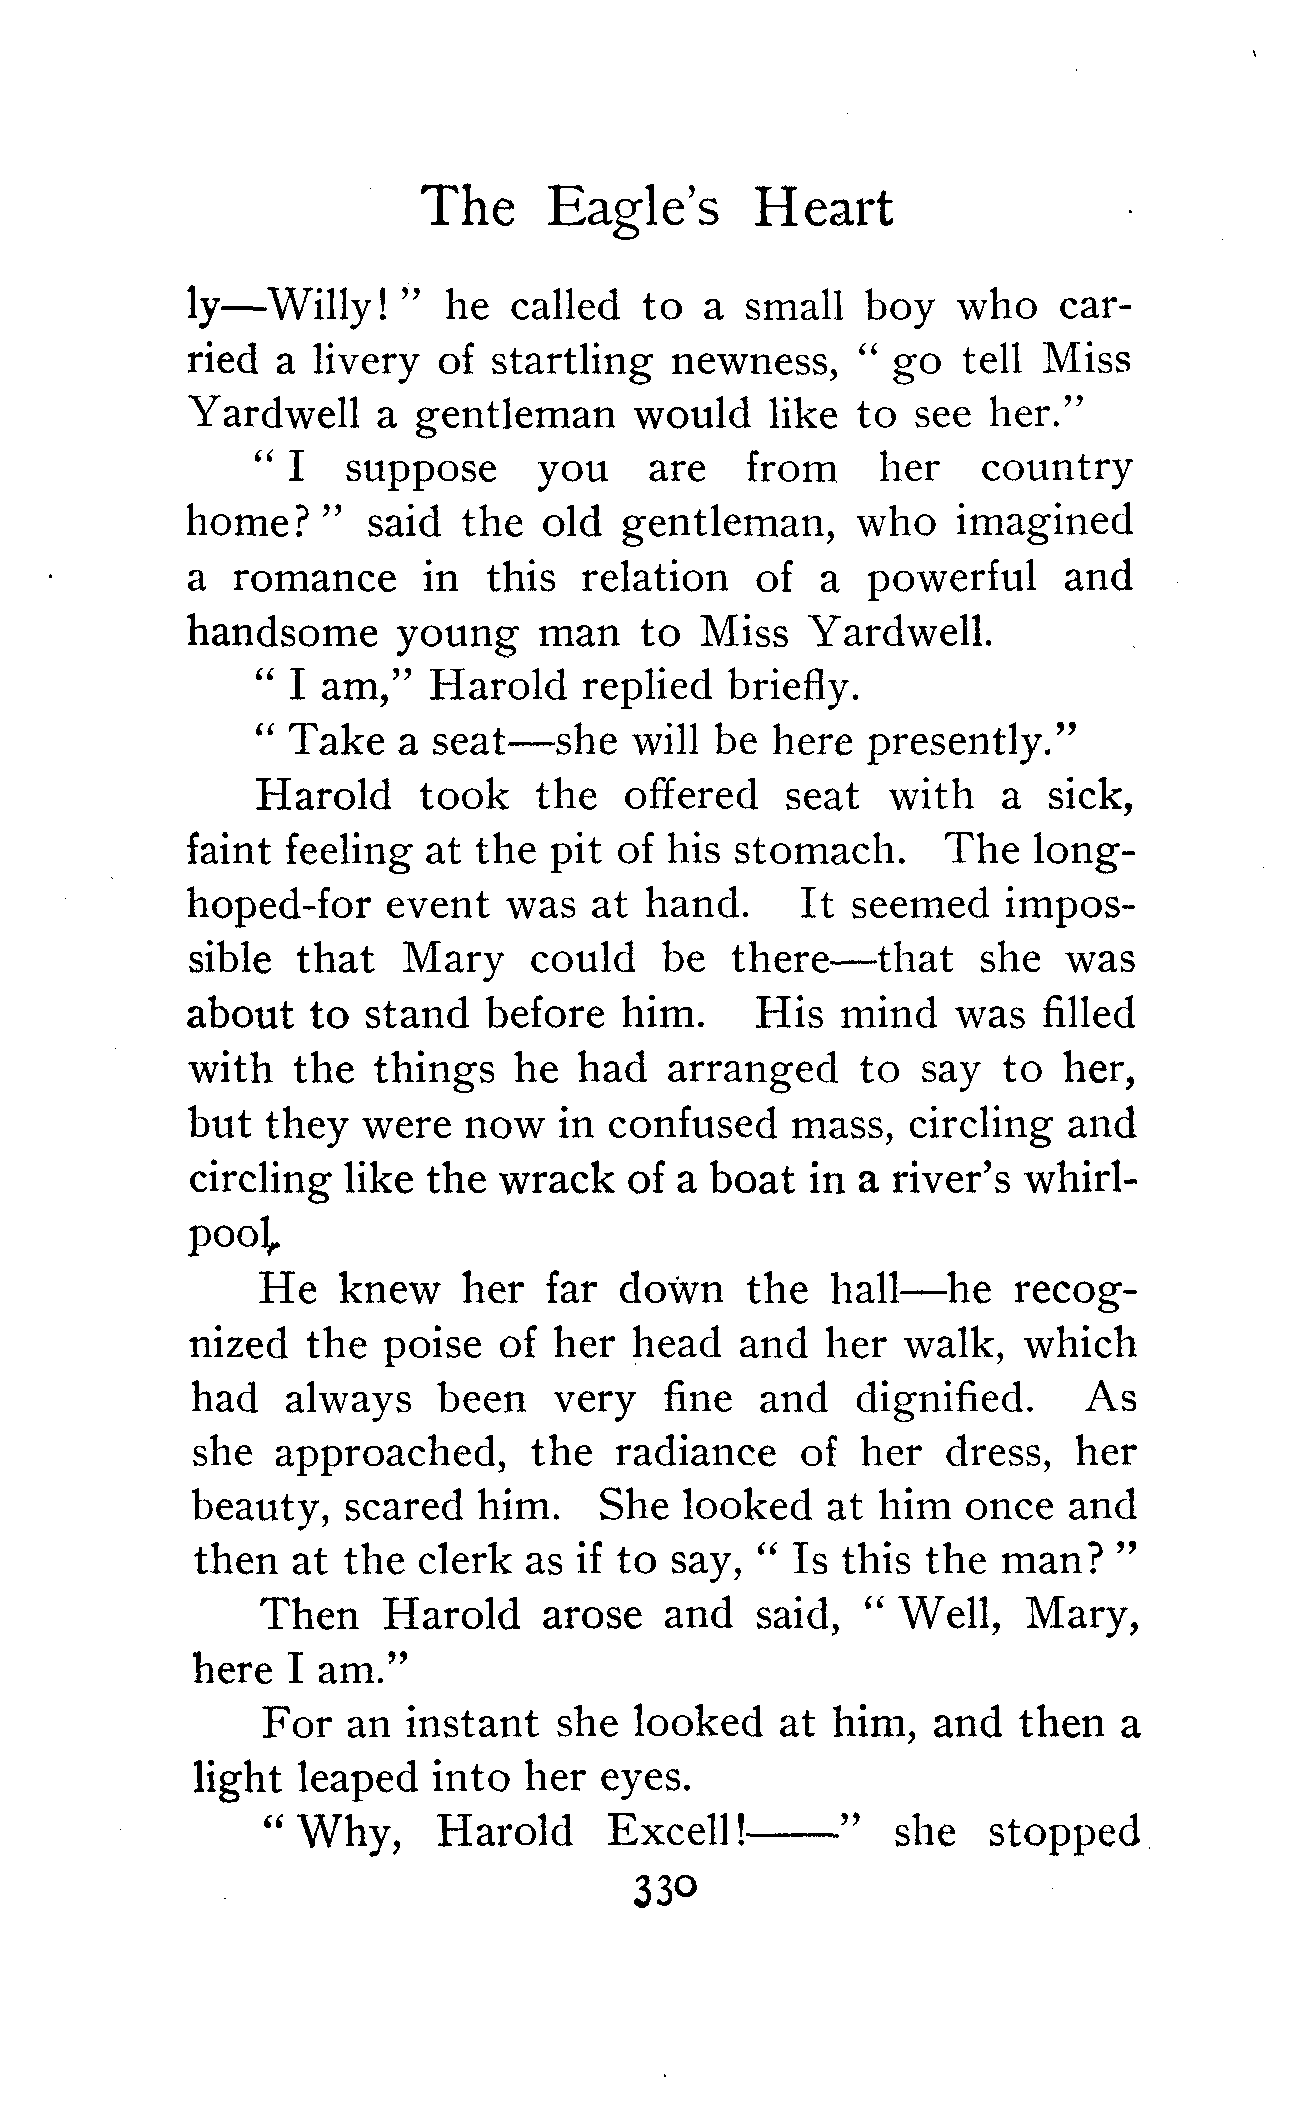 The Eagle's Heart
ly—Willy!" he called to a small boy who car-
ried a livery of startling newness, "go tell Miss
Yardwell a gentleman would like to see her."
"I suppose you are from her country
home?" said the old gentleman, who imagined
a romance in this relation of a powerful and
handsome young man to Miss Yardwell.
"I am," Harold replied briefly.
"Take a seat—she will be here presently."
Harold took the offered seat with a sick,
faint feeling at the pit of his stomach. The long-
hoped-for event was at hand. It seemed impos-
sible that Mary could be there—that she was
about to stand before him. His mind was filled
with the things he had arranged to say to her,
but they were now in confused mass, circling and
circling like the wrack of a boat in a river's whirl-
pool.
He knew her far down the hall—he recog-
nized the poise of her head and her walk, which
had always been very fine and dignified. As
she approached, the radiance of her dress, her
beauty, scared him. She looked at him once and
then at the clerk as if to say, "Is this the man?"
Then Harold arose and said, "Well, Mary,
here I am."
For an instant she looked at him, and then a
light leaped into her eyes.
"Why, Harold Excell!——" she stopped
330